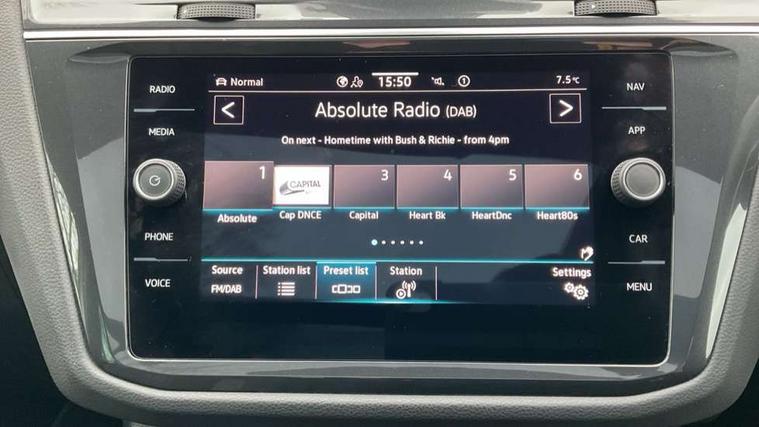 RADIO
MEDIA
PHONE
VOICE
Normal 15:50 1 7.5°C
< Absolute Radio (DAB) >
On next - Hometime with Bush & Richie - from 4pm
1 CAPITAL 3 4 5 6
Absolute Cap DNCE Capital Heart Bk HeartDnc Heart80s
Source Station list Preset list Station Settings
FM/DAB
NAV
APP
CAR
MENU